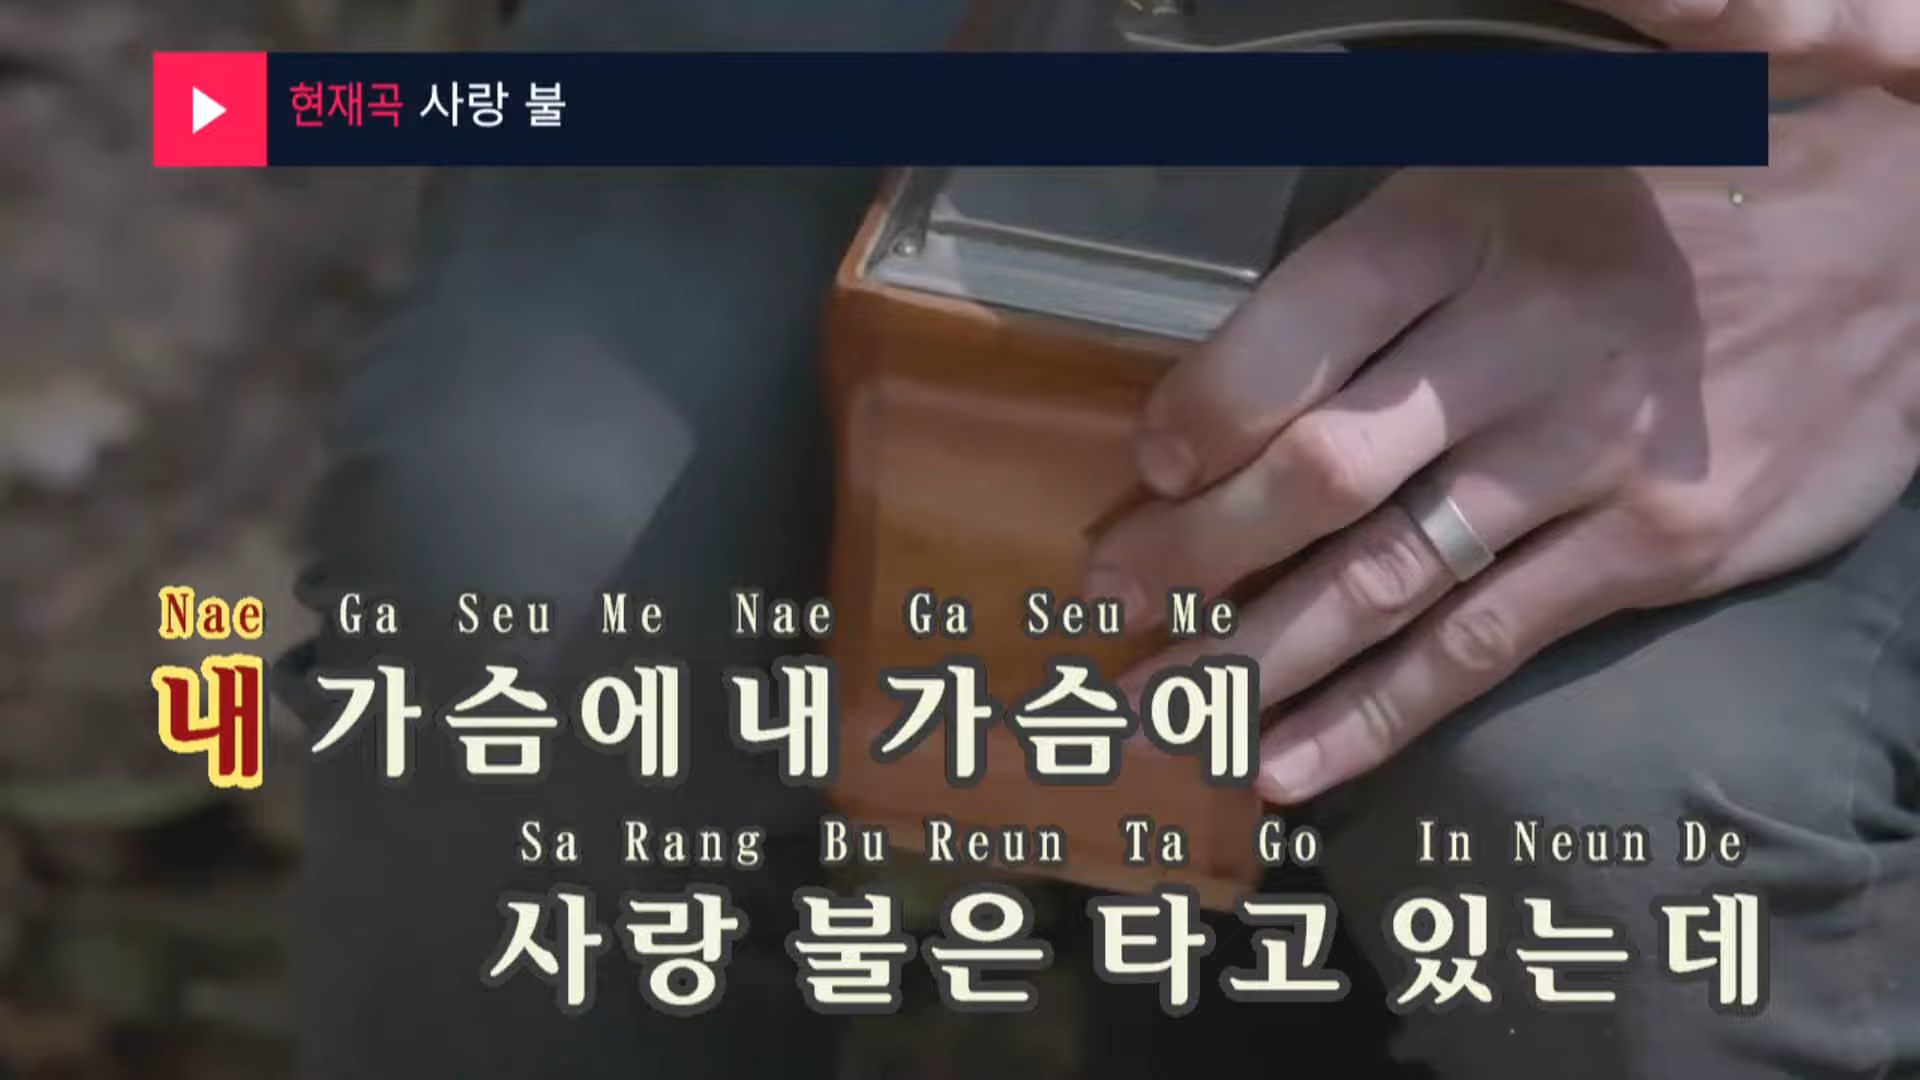 현재곡 사랑 불
Nae Ga Seu Me Nae Ga Seu Me
내 가슴에 내 가슴에
Sa Rang Bu Reun Ta Go In Neun De
사랑 불은 타고 있는데